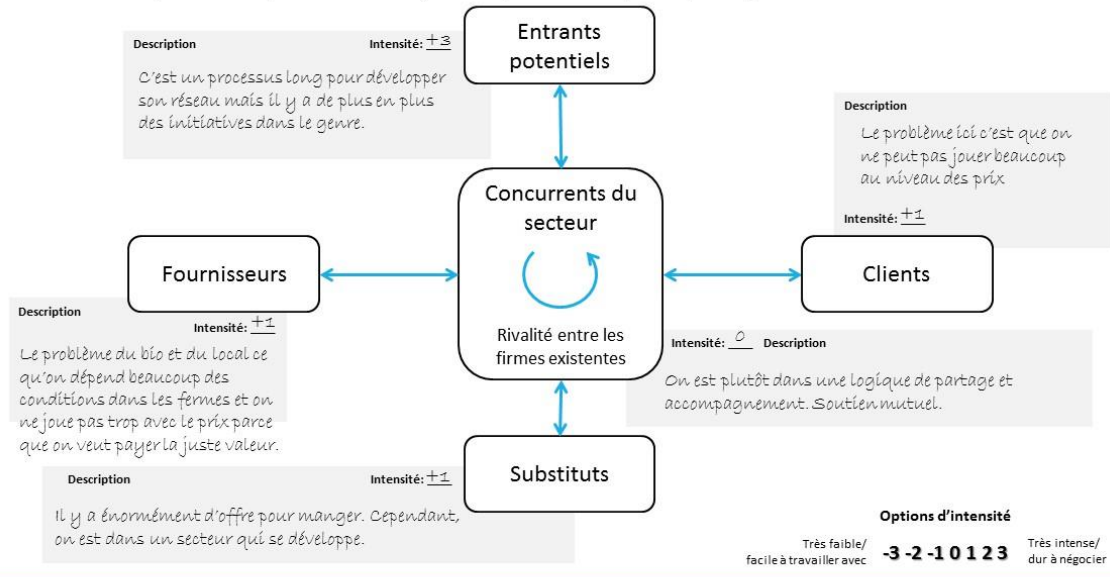 Entrants
potentiels
Description
Intensité: +3
C'est un processus long pour développer
son réseau mais il y a de plus en plus
des initiatives dans le genre.
Description
Le problème ici c'est que on
ne peut pas jouer beaucoup
au niveau des prix
Intensité: +1
Concurrents du
secteur
Rivalité entre les
firmes existentes
Fournisseurs
Clients
Description
Intensité: +1
Le problème du bio et du local ce
qu'on dépend beaucoup des
conditions dans les fermes et on
ne joue pas trop avec le prix parce
que on veut payer la juste valeur.
Intensité: 0 Description
On est plutôt dans une logique de partage et
accompagnement. Soutien mutuel.
Substituts
Description
Intensité: +1
Il y a énormément d'offre pour manger. Cependant,
on est dans un secteur qui se développe.
Options d'intensité
Très faible/
facile à travailler avec
-3 -2 -1 0 1 2 3
Très intense/
dur à négocier